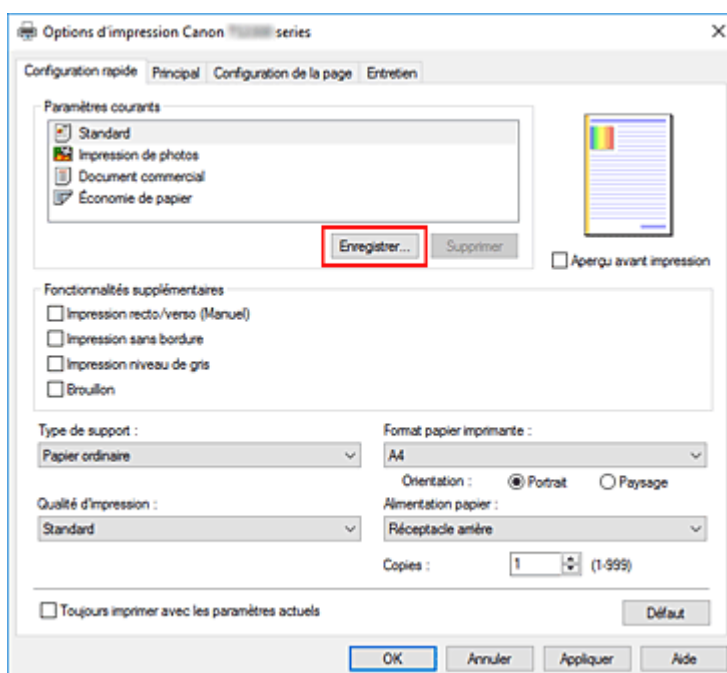 Options d'impression Canon series
Configuration rapide Principal Configuration de la page Entretien
Paramètres courants
Standard
Impression de photos
Document commercial
Économie de papier
Enregistrer... Supprimer
Aperçu avant impression
Fonctionnalités supplémentaires
Impression recto/verso (Manuel)
Impression sans bordure
Impression niveau de gris
Brouillon
Type de support :
Papier ordinaire
Format papier imprimante :
A4
Orientation : Portrait Paysage
Qualité d'impression :
Standard
Alimentation papier :
Réceptacle arrière
Copies : 1 (1-999)
Toujours imprimer avec les paramètres actuels Défaut
OK Annuler Appliquer Aide